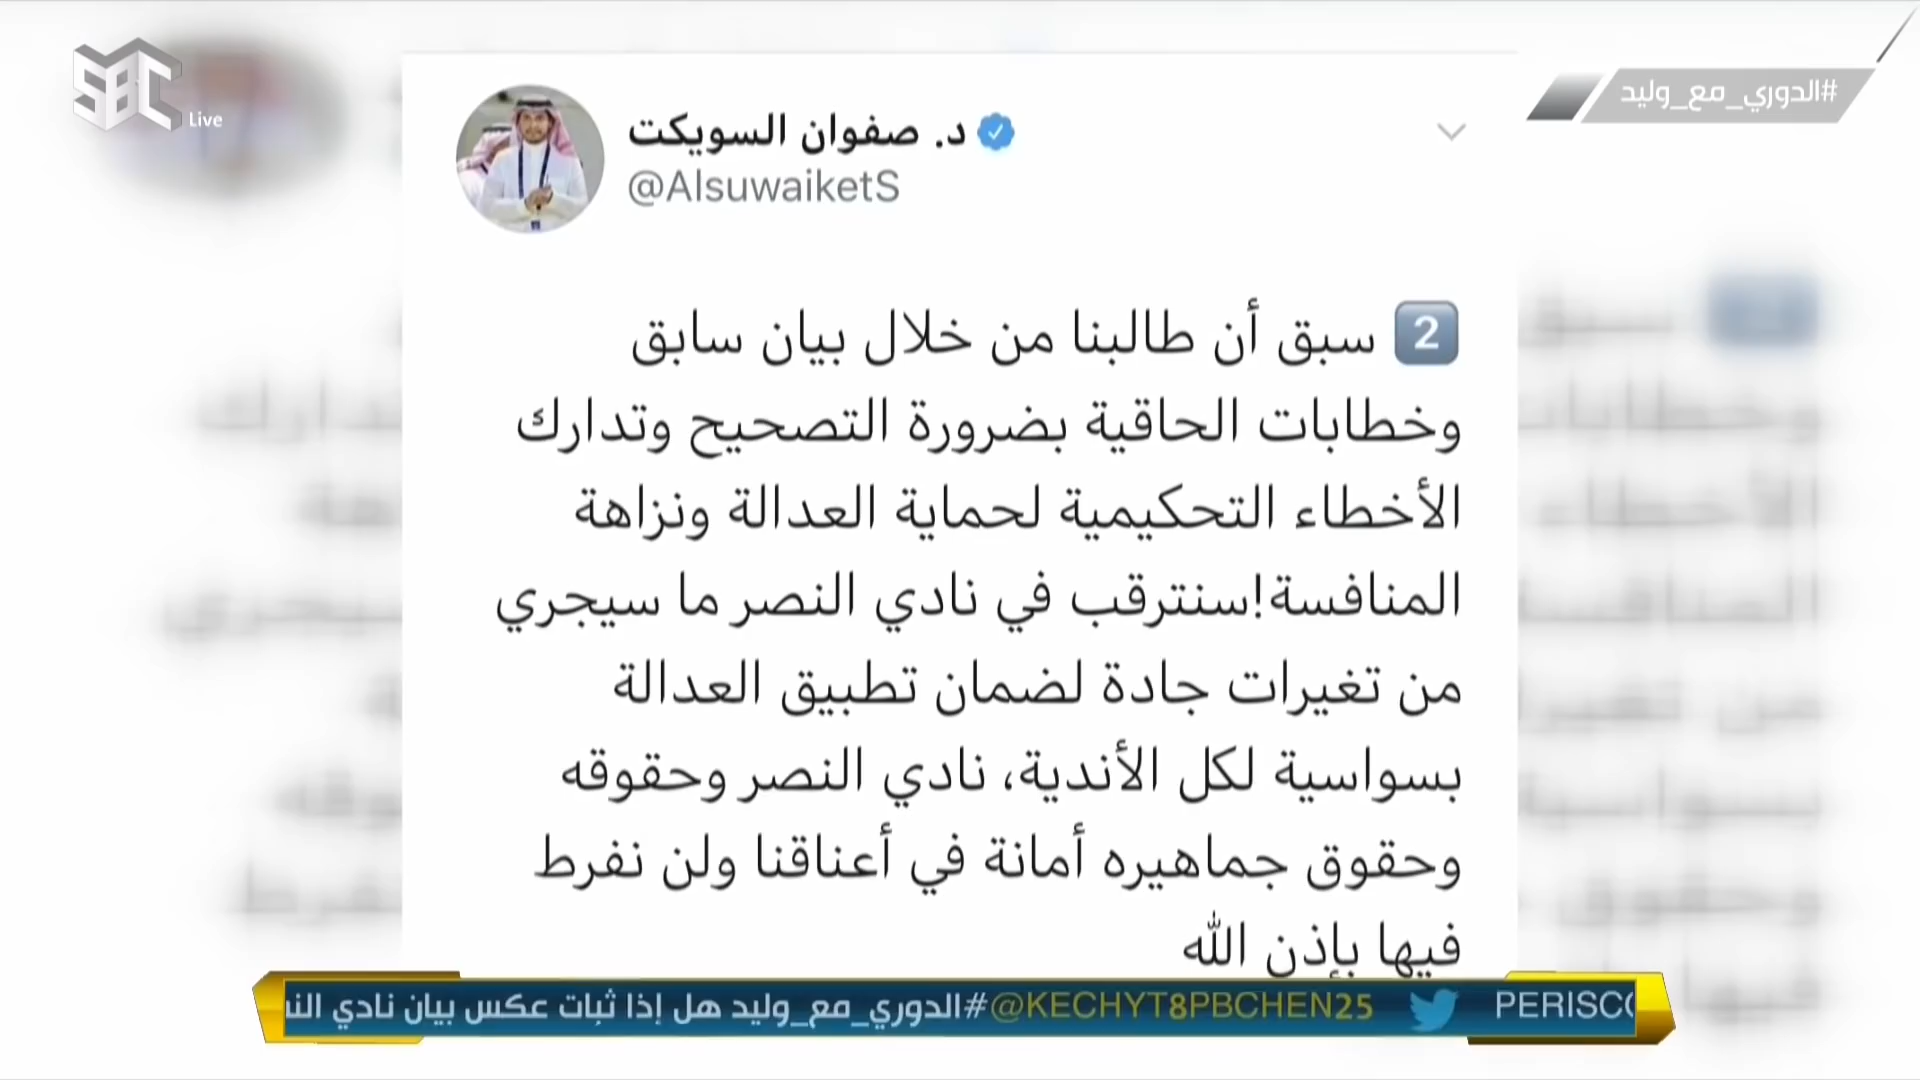 SBC Live
#الدوري_مع_وليد
د. صفوان السويكت
@AlsuwaiketS
2 سبق أن طالبنا من خلال بيان سابق
وخطابات الحاقية بضرورة التصحيح وتدارك
الأخطاء التحكيمية لحماية العدالة ونزاهة
المنافسة!سنترقب في نادي النصر ما سيجري
من تغيرات جادة لضمان تطبيق العدالة
بسواسية لكل الأندية، نادي النصر وحقوقه
وحقوق جماهيره أمانة في أعناقنا ولن نفرط
فيها بإذن الله
PERISCO @KECHYT8PBCHEN25 #الدوري_مع_وليد هل إذا ثبات عكس بيان نادي الن